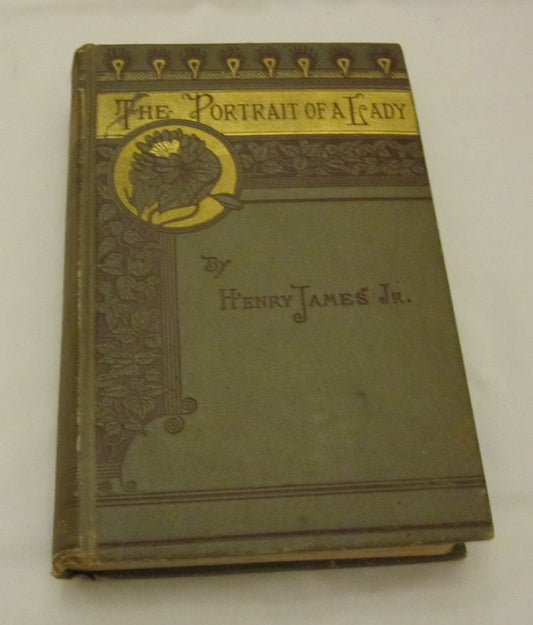 The Portrait of a Lady
By
Henry James Jr.